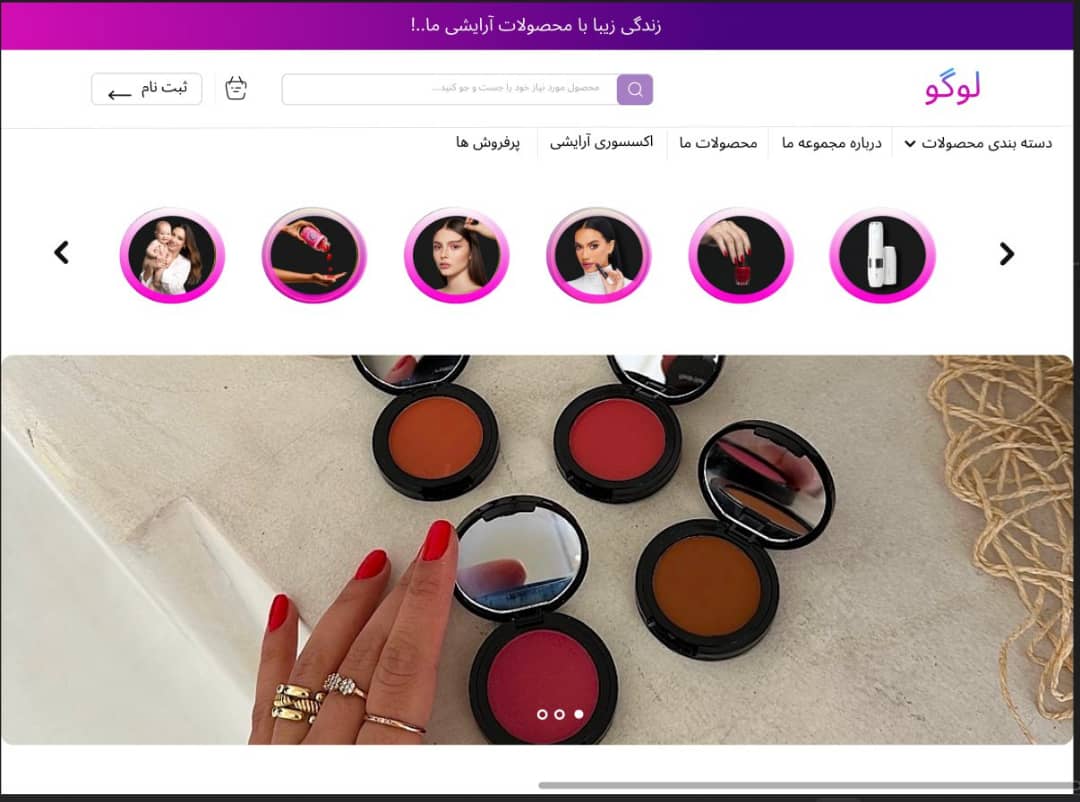 زندگی زیبا با محصولات آرایشی ما..!
لوگو
محصول مورد نیاز خود را جست و جو کنید...
ثبت نام
دسته بندی محصولات
درباره مجموعه ما
محصولات ما
اکسسوری آرایشی
پرفروش ها